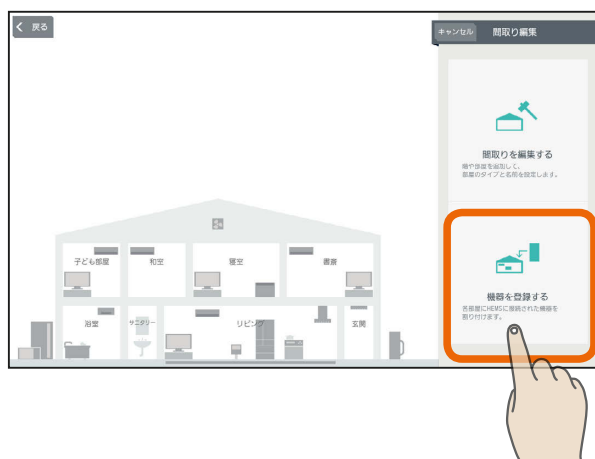 戻る
キャンセル
間取り編集
間取りを編集する
階や部屋を追加して、
部屋のタイプと名前を設定します。
子ども部屋
和室
寝室
書斎
浴室
サニタリー
リビング
玄関
機器を登録する
各部屋にHEMSに接続された機器を
割り付けます。